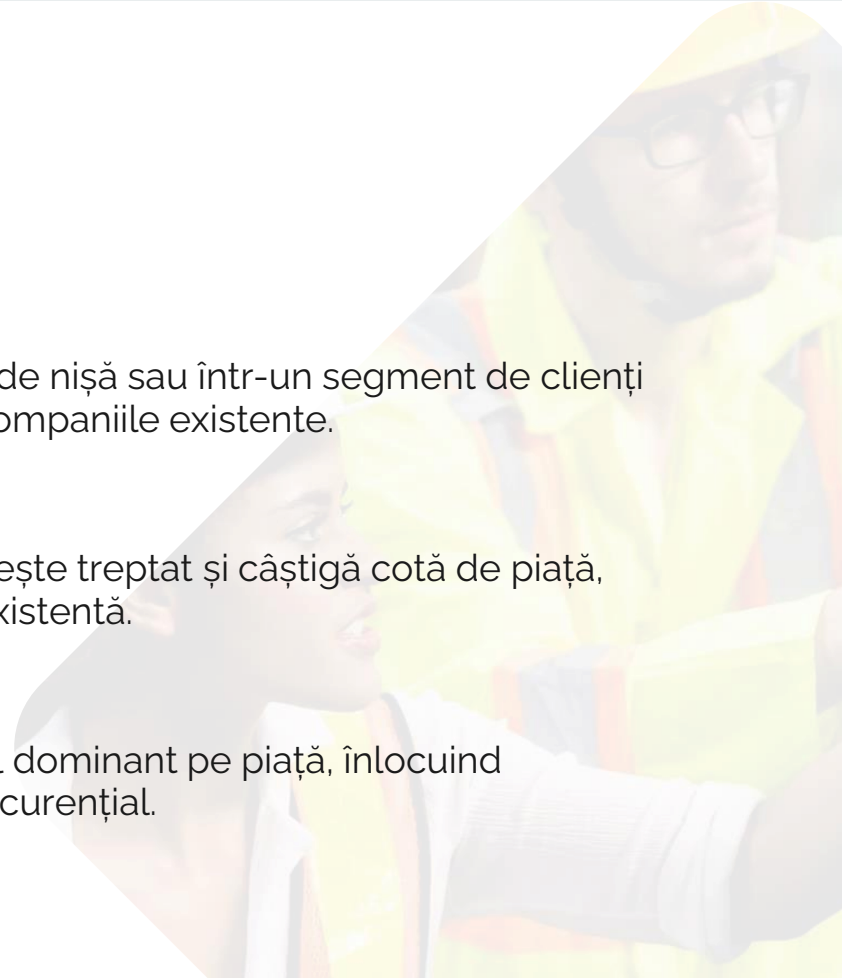 de nișă sau într-un segment de clienți
ompaniile existente.
ește treptat și câștigă cotă de piață,
xistentă.
dominant pe piață, înlocuind
curențial.